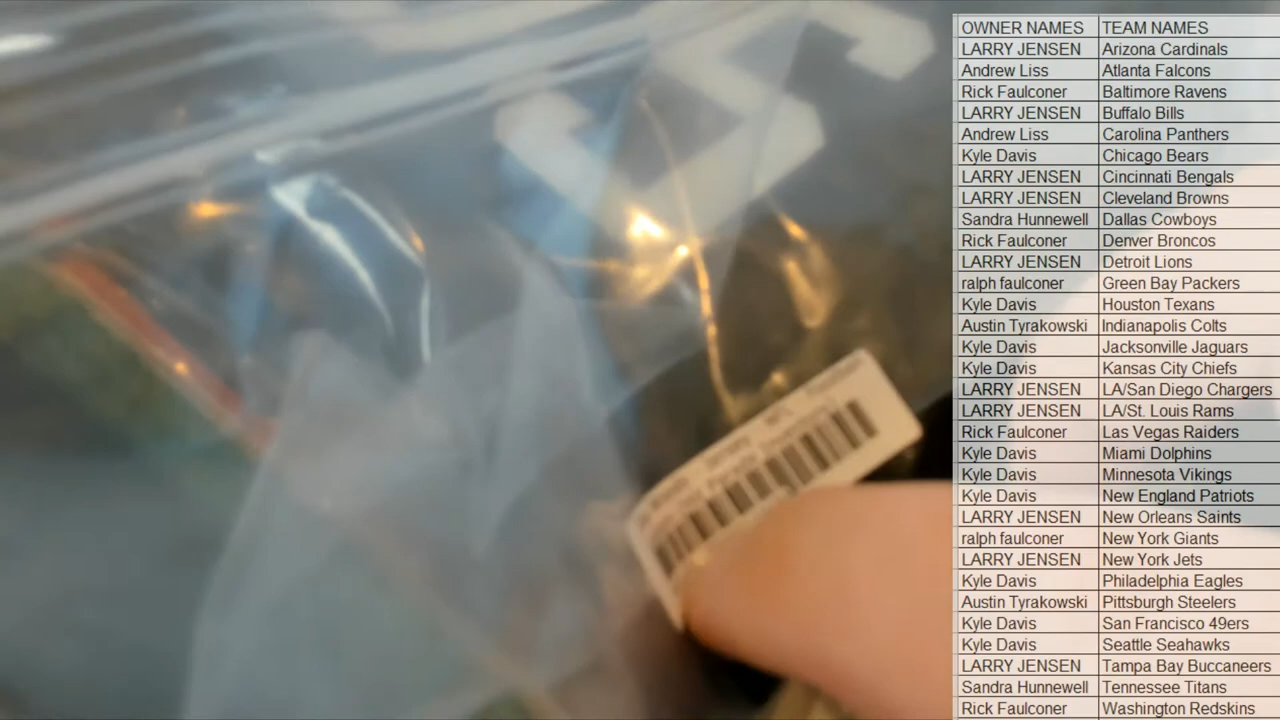 OWNER NAMES TEAM NAMES
LARRY JENSEN Arizona Cardinals
Andrew Liss Atlanta Falcons
Rick Faulconer Baltimore Ravens
LARRY JENSEN Buffalo Bills
Andrew Liss Carolina Panthers
Kyle Davis Chicago Bears
LARRY JENSEN Cincinnati Bengals
LARRY JENSEN Cleveland Browns
Sandra Hunnewell Dallas Cowboys
Rick Faulconer Denver Broncos
LARRY JENSEN Detroit Lions
ralph faulconer Green Bay Packers
Kyle Davis Houston Texans
Austin Tyrakowski Indianapolis Colts
Kyle Davis Jacksonville Jaguars
Kyle Davis Kansas City Chiefs
LARRY JENSEN LA/San Diego Chargers
LARRY JENSEN LA/St. Louis Rams
Rick Faulconer Las Vegas Raiders
Kyle Davis Miami Dolphins
Kyle Davis Minnesota Vikings
Kyle Davis New England Patriots
LARRY JENSEN New Orleans Saints
ralph faulconer New York Giants
LARRY JENSEN New York Jets
Kyle Davis Philadelphia Eagles
Austin Tyrakowski Pittsburgh Steelers
Kyle Davis San Francisco 49ers
Kyle Davis Seattle Seahawks
LARRY JENSEN Tampa Bay Buccaneers
Sandra Hunnewell Tennessee Titans
Rick Faulconer Washington Redskins